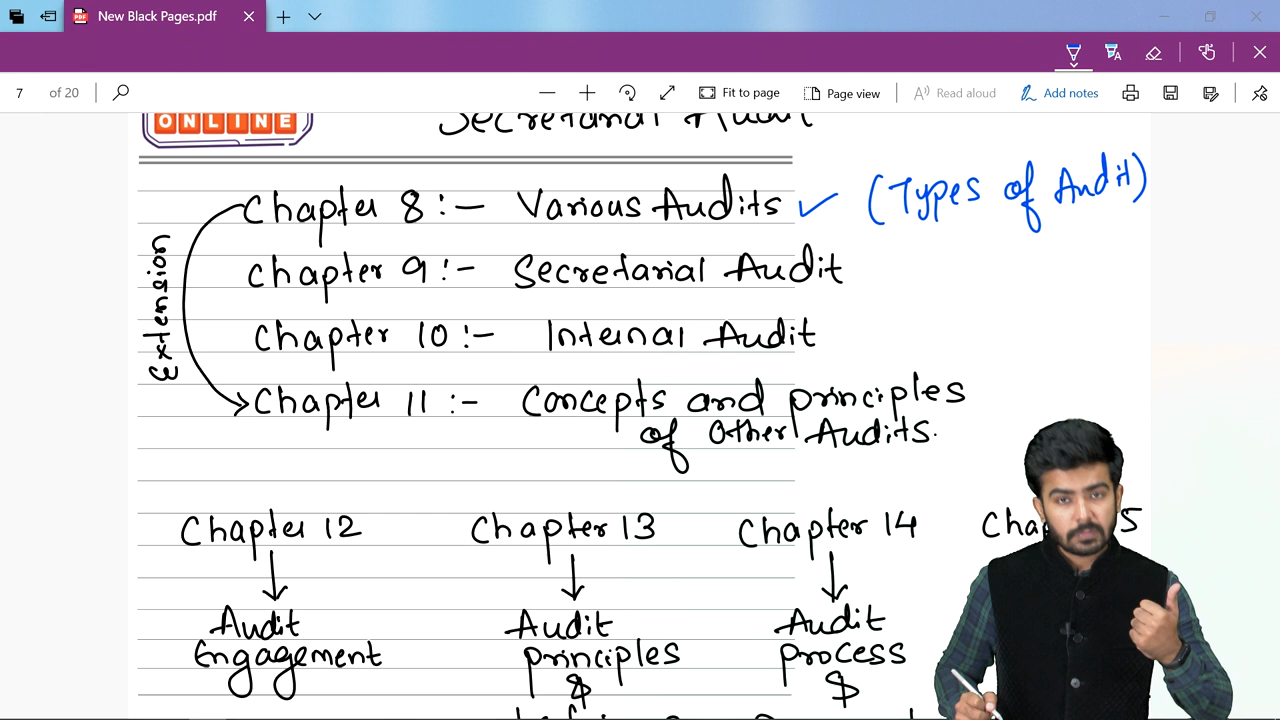 New Black Pages.pdf
7 of 20
Fit to page
Page view
Read aloud
Add notes
ONLINE
Secretarial Audit
Chapter 8 :- Various Audits ✓ (Types of Audit)
Chapter 9 :- Secretarial Audit
Chapter 10 :- Internal Audit
Extension
Chapter 11 :- Concepts and principles
of Other Audits.
Chapter 12 Chapter 13 Chapter 14
Audit Audit Audit
Engagement principles process
$ $